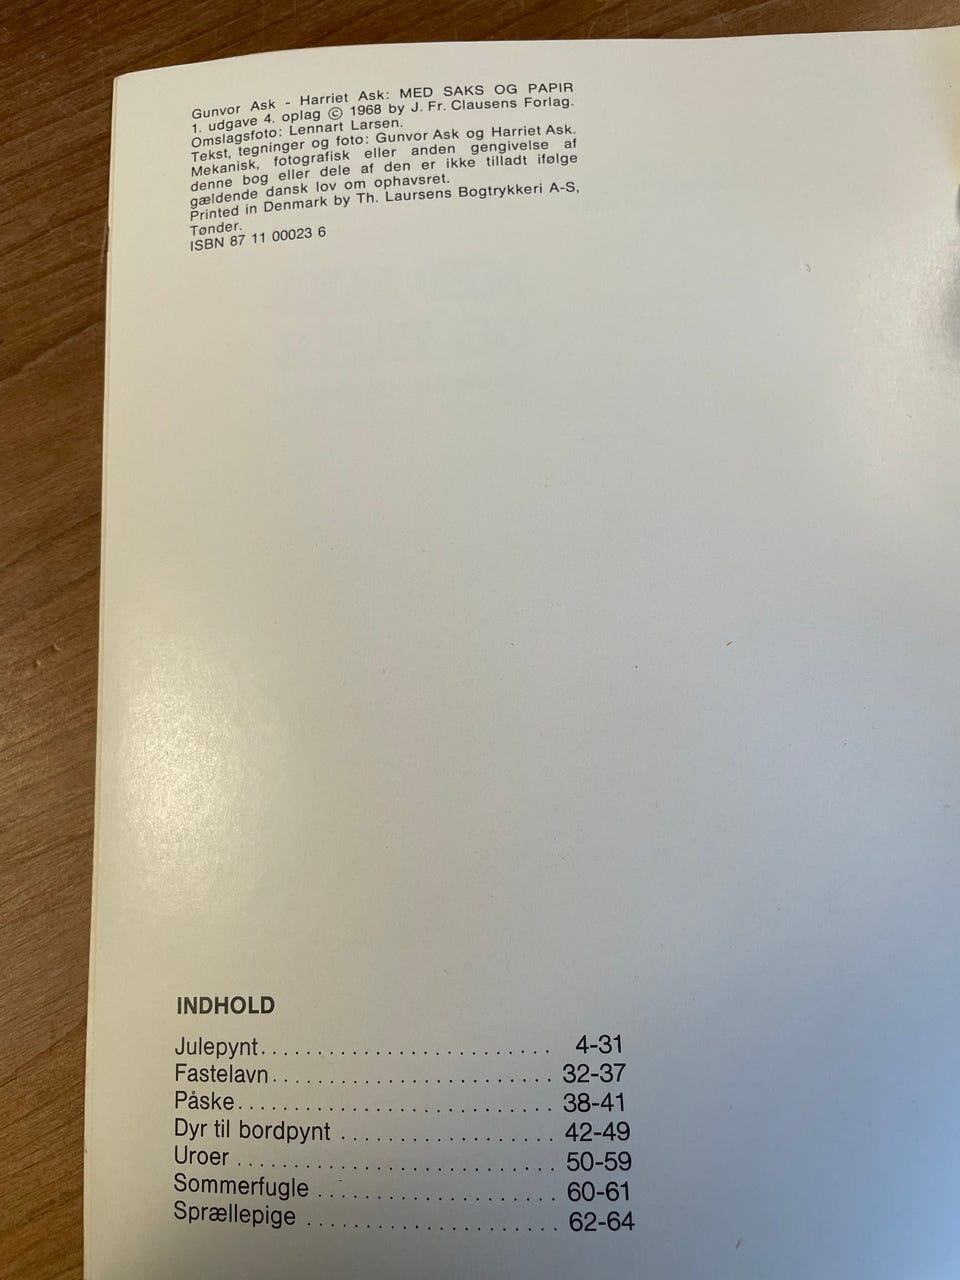 Gunvor Ask - Harriet Ask: MED SAKS OG PAPIR
1. udgave 4. oplag © 1968 by J. Fr. Clausens Forlag.
Omslagsfoto: Lennart Larsen.
Tekst, tegninger og foto: Gunvor Ask og Harriet Ask.
Mekanisk, fotografisk eller anden gengivelse af
denne bog eller dele af den er ikke tilladt ifølge
gældende dansk lov om ophavsret.
Printed in Denmark by Th. Laursens Bogtrykkeri A-S,
Tønder.
ISBN 87 11 00023 6
INDHOLD
Julepynt.......................... 4-31
Fastelavn......................... 32-37
Påske............................ 38-41
Dyr til bordpynt ................... 42-49
Uroer ............................ 50-59
Sommerfugle ..................... 60-61
Sprællepige ...................... 62-64